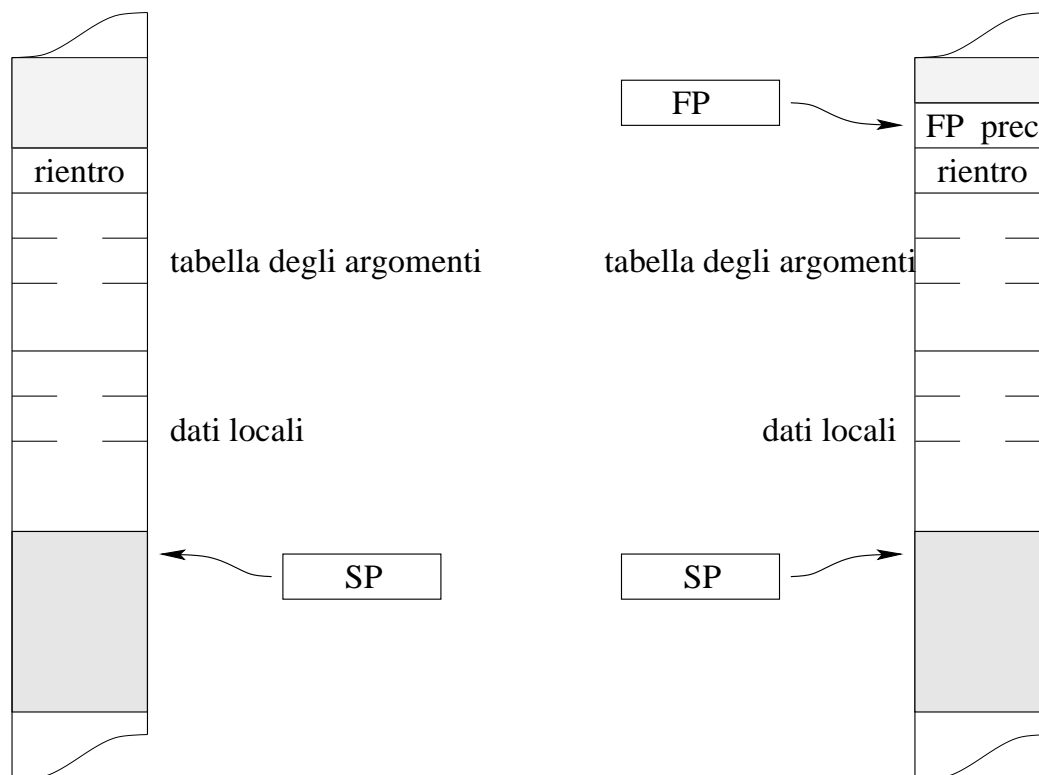 FP
FP prec
rientro
rientro
tabella degli argomenti
tabella degli argomenti
dati locali
dati locali
SP
SP